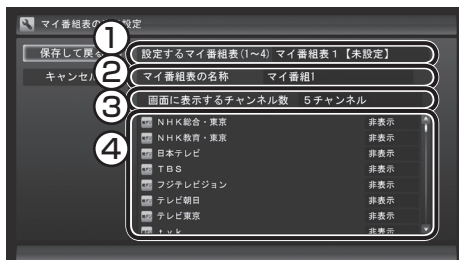 マイ番組表の 設定
①
保存して戻
設定するマイ番組表(1~4) マイ番組表1【未設定】
キャンセル
②
マイ番組表の名称 マイ番組1
③
画面に表示するチャンネル数 5チャンネル
④
NHK総合・東京 非表示
NHK教育・東京 非表示
日本テレビ 非表示
TBS 非表示
フジテレビジョン 非表示
テレビ朝日 非表示
テレビ東京 非表示
tvk 非表示